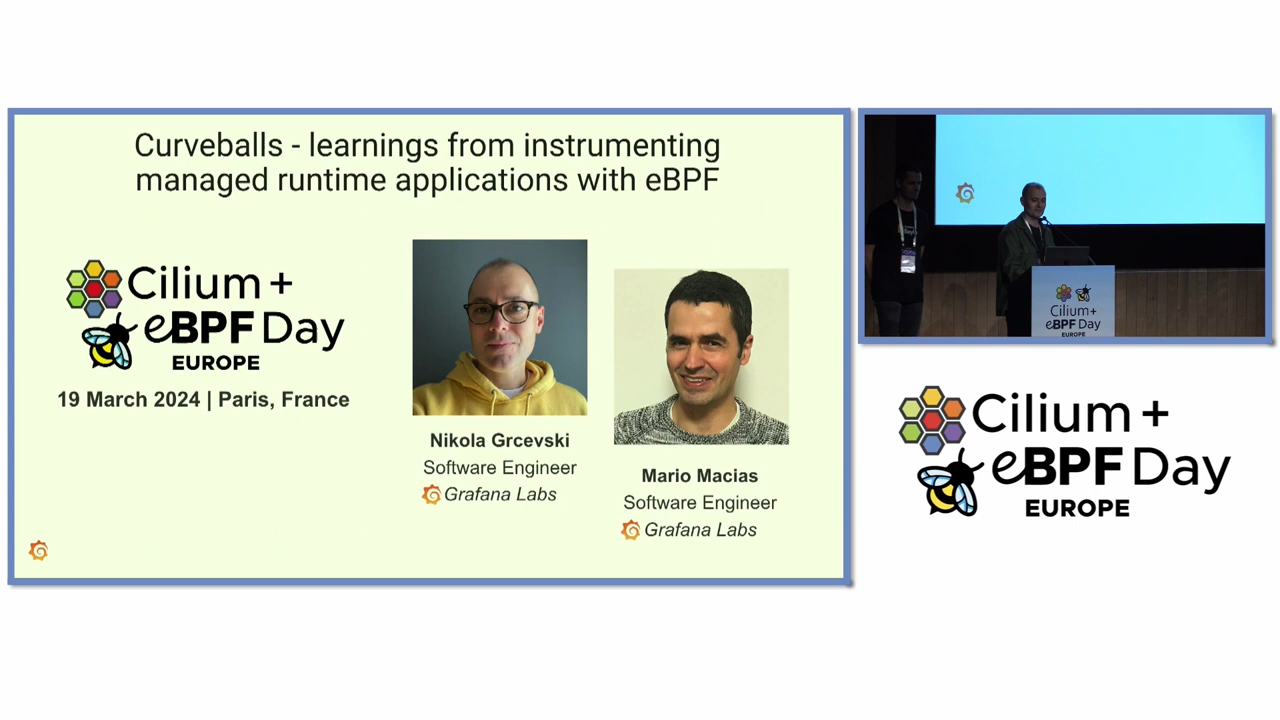 Curveballs - learnings from instrumenting
managed runtime applications with eBPF
Cilium +
eBPF Day
EUROPE
19 March 2024 | Paris, France
Nikola Grcevski
Software Engineer
Grafana Labs
Mario Macias
Software Engineer
Grafana Labs
Cilium+
eBPF Day
EUROPE
Cilium +
eBPF Day
EUROPE